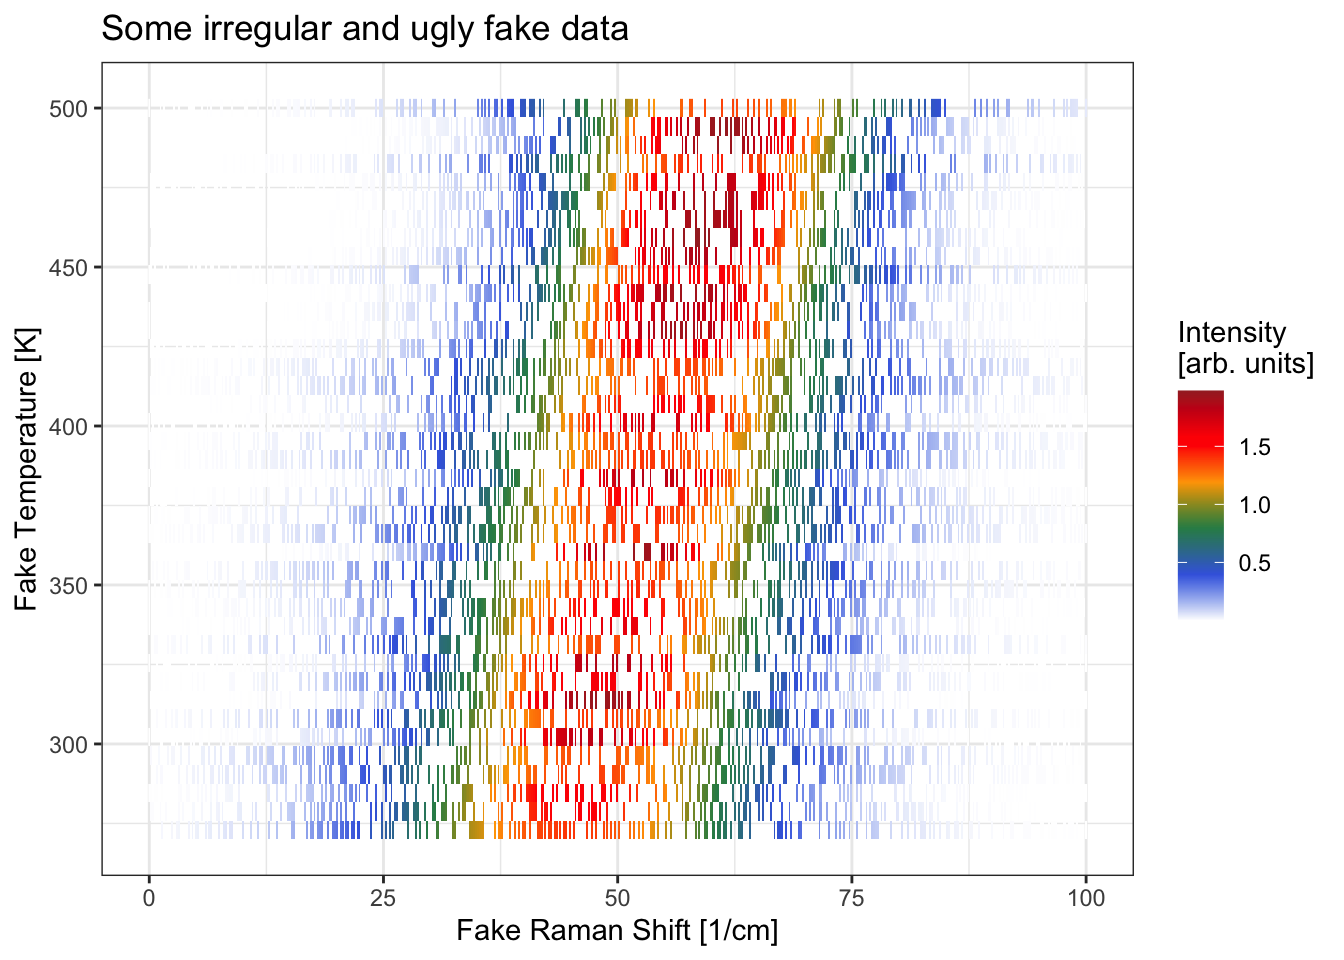 Some irregular and ugly fake data
500
450
400
350
300
Fake Temperature [K]
0 25 50 75 100
Fake Raman Shift [1/cm]
Intensity
[arb. units]
1.5
1.0
0.5